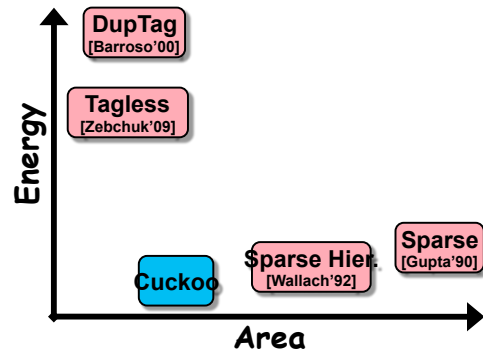 DupTag
[Barroso'00]
Tagless
[Zebchuk'09]
Energy
Sparse
[Gupta'90]
Sparse Hier.
[Wallach'92]
Cuckoo
Area